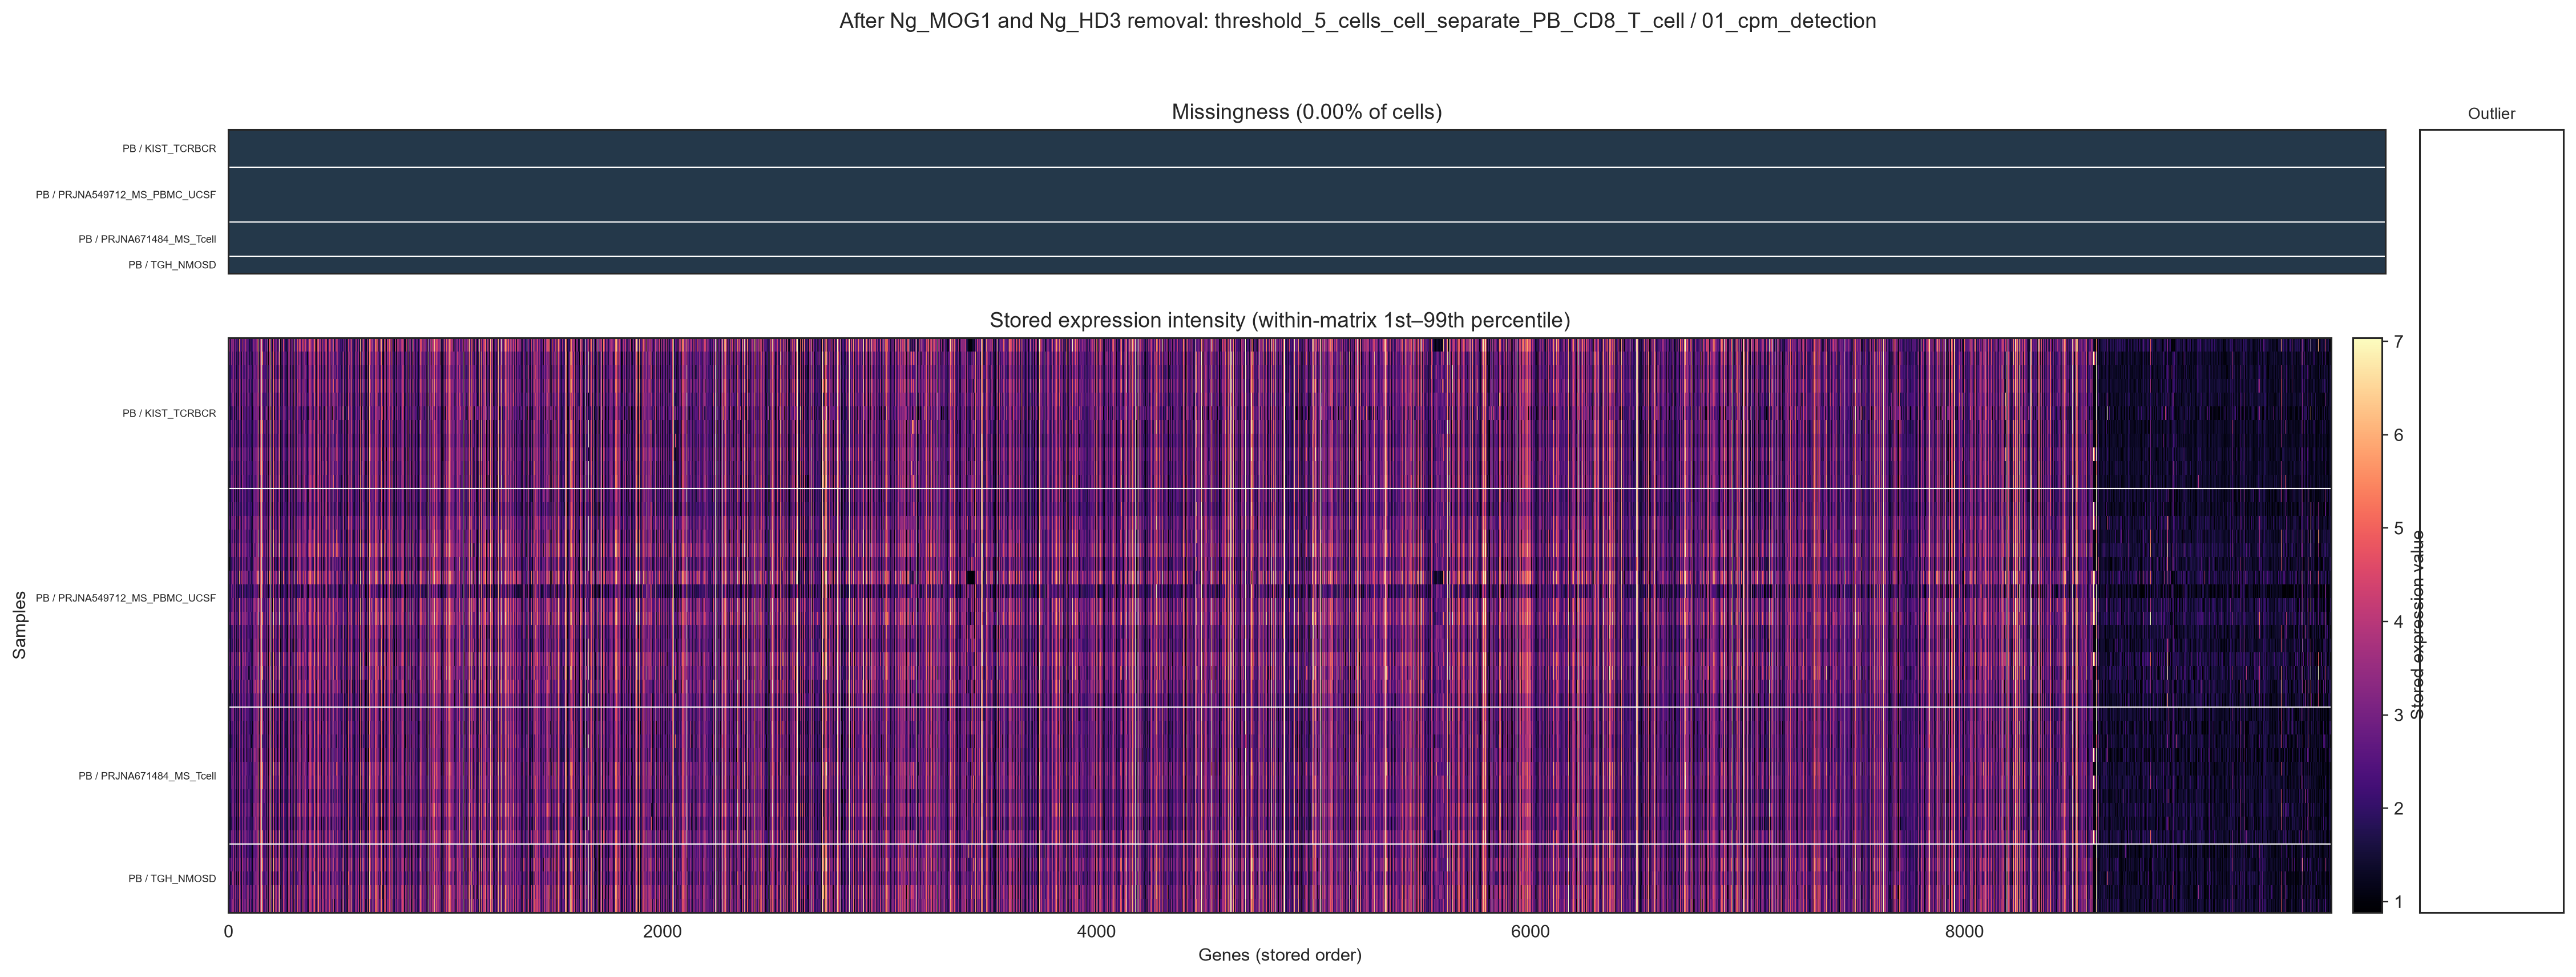 After Ng_MOG1 and Ng_HD3 removal: threshold_5_cells_cell_separate_PB_CD8_T_cell / 01_cpm_detection
Missingness (0.00% of cells)
Outlier
PB / KIST_TCRBCR
PB / PRJNA549712_MS_PBMC_UCSF
PB / PRJNA671484_MS_Tcell
PB / TGH_NMOSD
Stored expression intensity (within-matrix 1st–99th percentile)
Samples
PB / KIST_TCRBCR
PB / PRJNA549712_MS_PBMC_UCSF
PB / PRJNA671484_MS_Tcell
PB / TGH_NMOSD
7
6
5
4
3
2
1
Stored expression value
0
2000
4000
6000
8000
Genes (stored order)